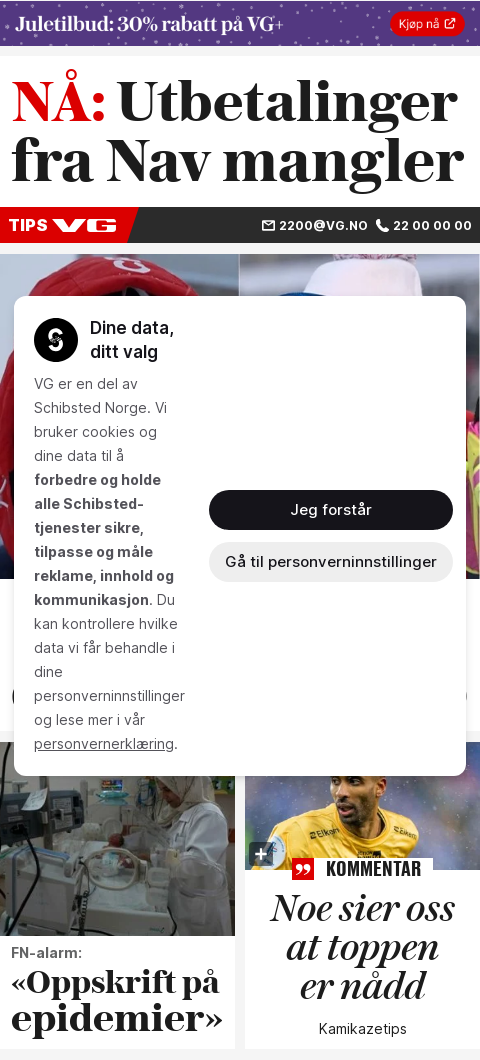 Juletilbud: 30% rabatt på VG+
Kjøp nå
NÅ: Utbetalinger
fra Nav mangler
TIPS VG
2200@VG.NO
22 00 00 00
Dine data,
ditt valg
VG er en del av
Schibsted Norge. Vi
bruker cookies og
dine data til å
forbedre og holde
alle Schibsted-
tjenester sikre,
tilpasse og måle
reklame, innhold og
kommunikasjon. Du
kan kontrollere hvilke
data vi får behandle i
dine
personverninnstillinger
og lese mer i vår
personvernerklæring.
Jeg forstår
Gå til personverninnstillinger
Elken
Elken
FN-alarm:
«Oppskrift på
epidemier»
KOMMENTAR
Noe sier oss
at toppen
er nådd
Kamikazetips